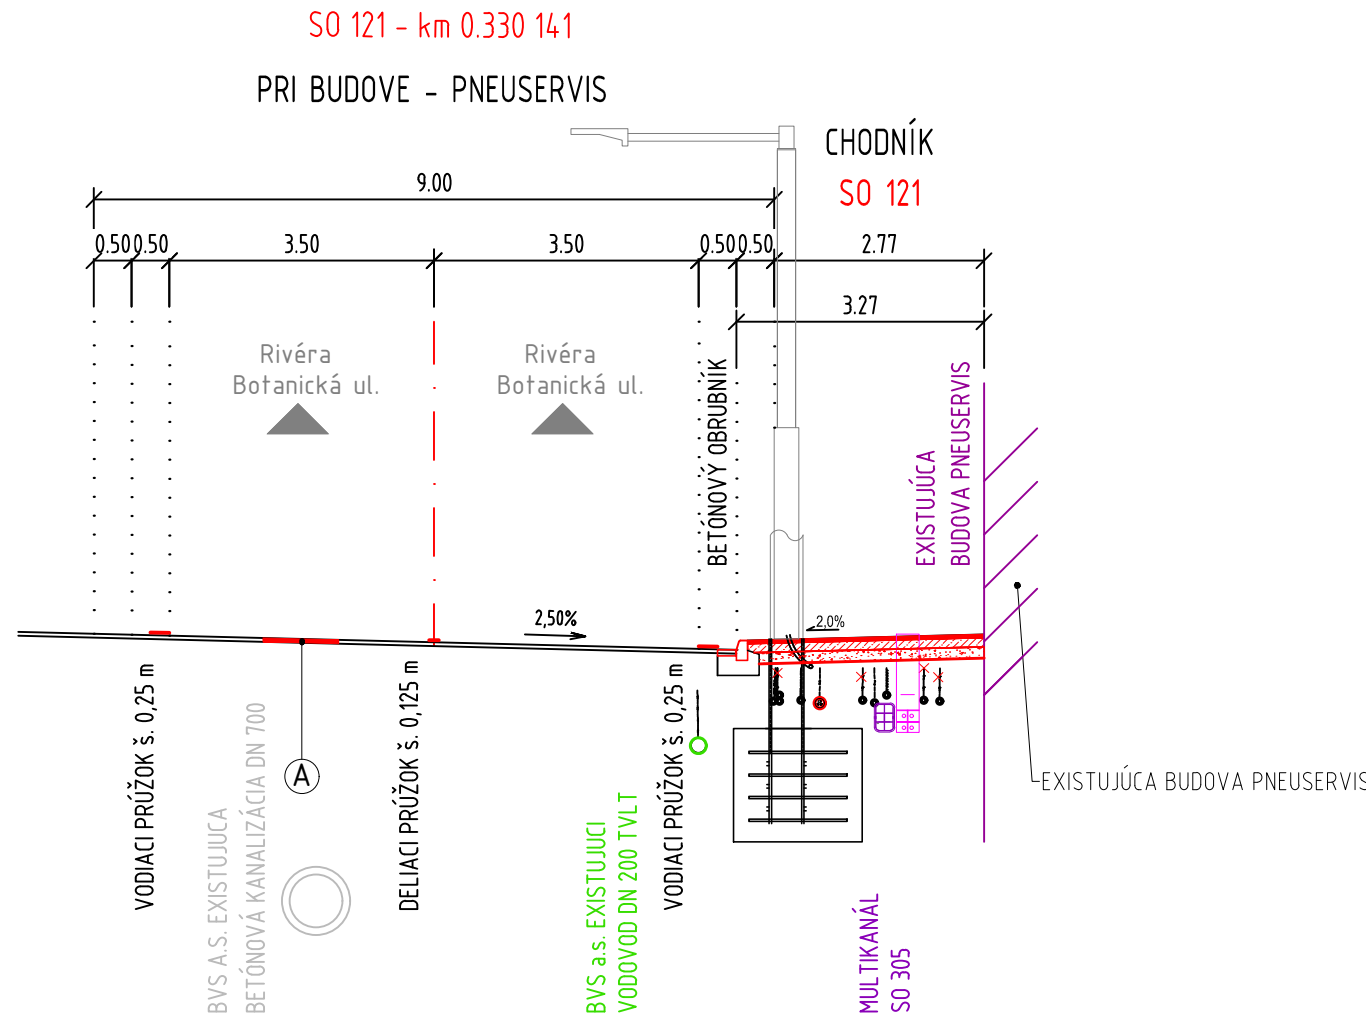 SO 121 - km 0.330 141
PRI BUDOVE - PNEUSERVIS
CHODNÍK
SO 121
9.00
0.50
0.50
3.50
3.50
0.50
0.50
2.77
3.27
Rivéra
Botanická ul.
Rivéra
Botanická ul.
BETÓNOVÝ OBRUBNÍK
EXISTUJÚCA
BUDOVA PNEUSERVIS
2,50%
2,0%
VODIACI PRÚŽOK š. 0,25 m
BVS A.S. EXISTUJUCA
BETÓNOVÁ KANALIZÁCIA DN 700
A
DELIACI PRÚŽOK š. 0,125 m
BVS a.s. EXISTUJUCI
VODOVOD DN 200 TVLT
VODIACI PRÚŽOK š. 0,25 m
MULTIKANÁL
SO 305
EXISTUJÚCA BUDOVA PNEUSERVIS